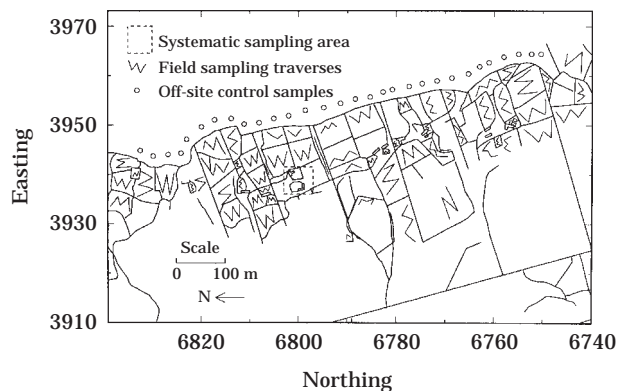 3973
Systematic sampling area
Field sampling traverses
Off-site control samples
3950
Easting
3930
Scale
0 100 m
N
3910
6820 6800 6780 6760 6740
Northing